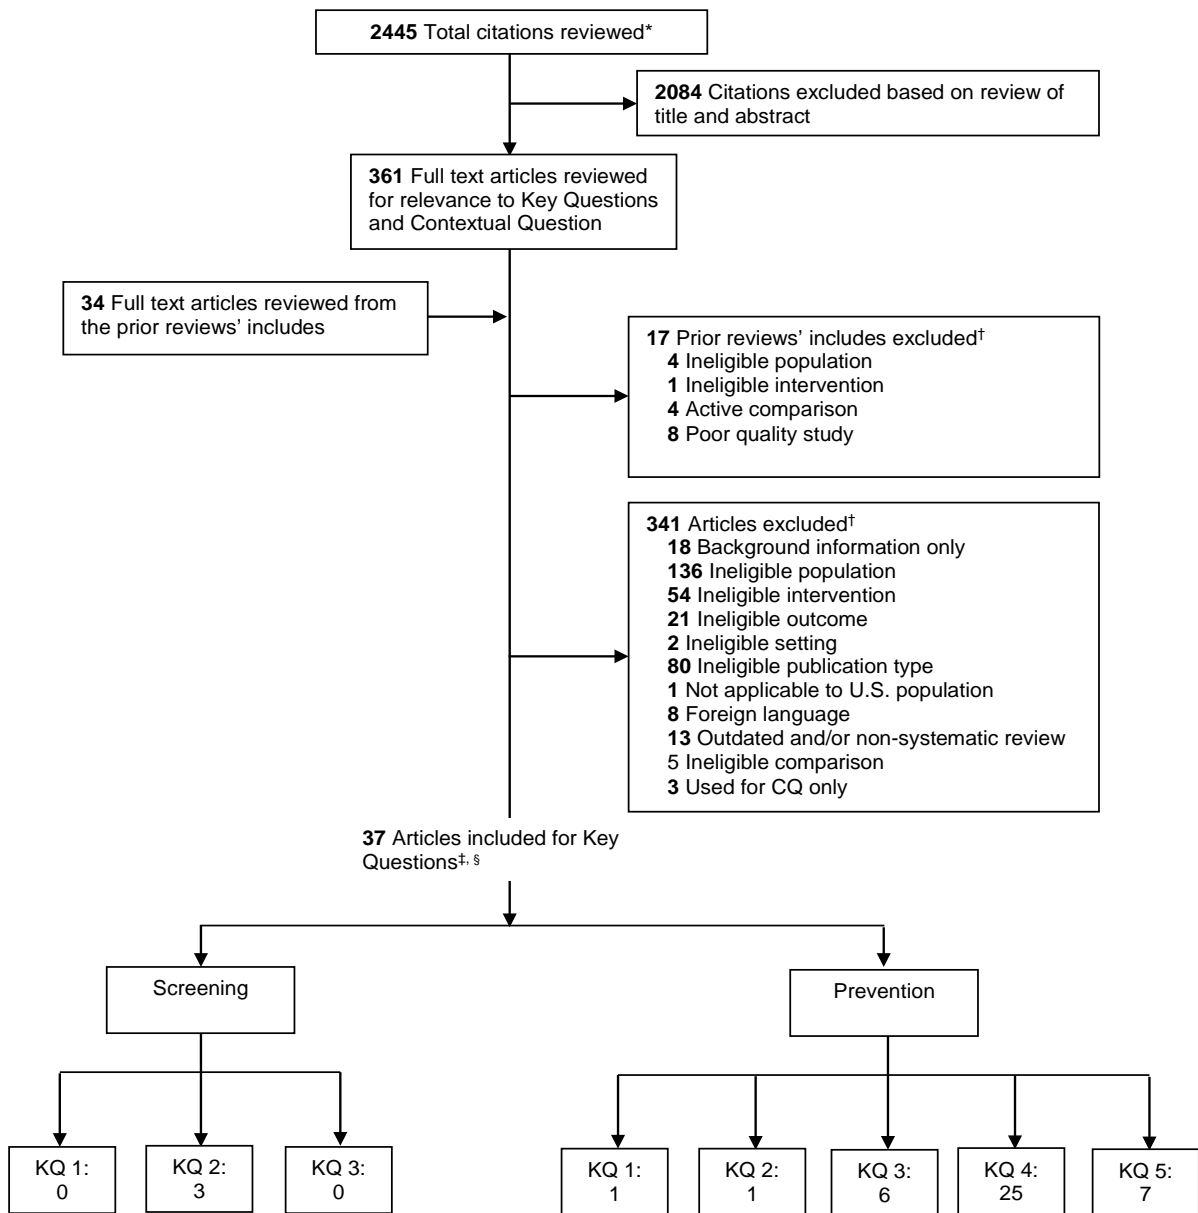 2445 Total citations reviewed*
2084 Citations excluded based on review of
title and abstract
361 Full text articles reviewed
for relevance to Key Questions
and Contextual Question
34 Full text articles reviewed from
the prior reviews’ includes
17 Prior reviews’ includes excluded†
4 Ineligible population
1 Ineligible intervention
4 Active comparison
8 Poor quality study
341 Articles excluded†
18 Background information only
136 Ineligible population
54 Ineligible intervention
21 Ineligible outcome
2 Ineligible setting
80 Ineligible publication type
1 Not applicable to U.S. population
8 Foreign language
13 Outdated and/or non-systematic review
5 Ineligible comparison
3 Used for CQ only
37 Articles included for Key
Questions‡, §
Screening
Prevention
KQ 1:
0
KQ 2:
3
KQ 3:
0
KQ 1:
1
KQ 2:
1
KQ 3:
6
KQ 4:
25
KQ 5:
7